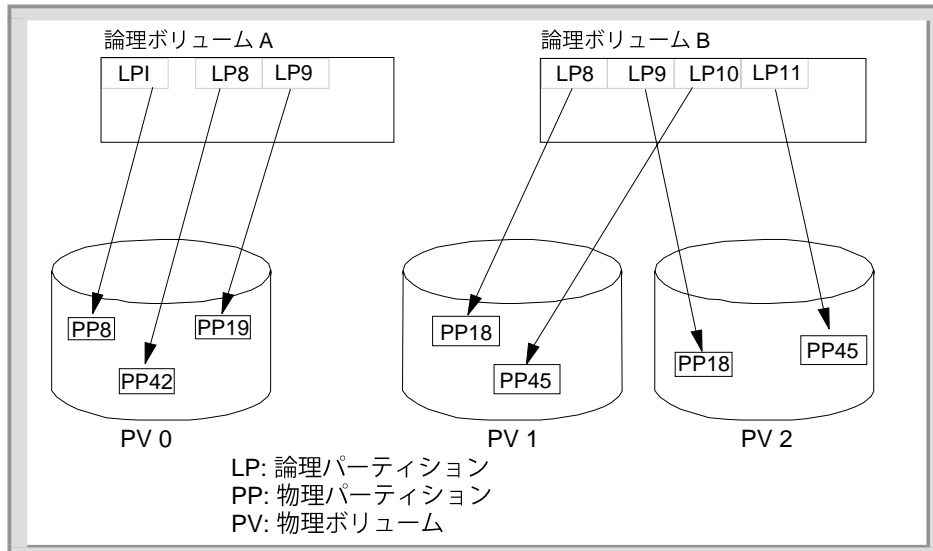 論理ボリューム A
論理ボリューム B
LPI LP8 LP9
LP8 LP9 LP10 LP11
PP8 PP19
PP42
PP18
PP45
PP18
PP45
PV 0
PV 1
PV 2
LP: 論理パーティション
PP: 物理パーティション
PV: 物理ボリューム